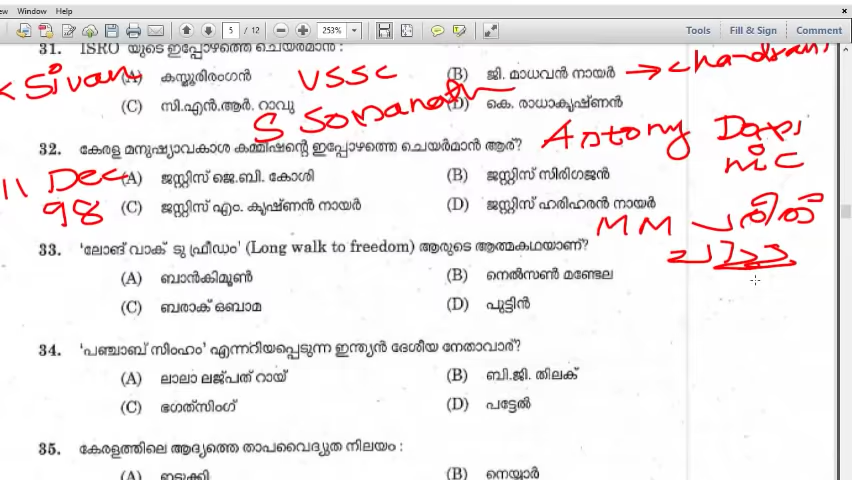 ew Window Help
5 / 12
253%
Tools Fill & Sign Comment
31. ISRO യുടെ ഇപ്പോഴത്തെ ചെയർമാൻ :
(A) കസ്തൂരിരംഗൻ
(B) ജി. മാധവൻ നായർ
(C) സി.എൻ.ആർ. റാവു
(D) കെ. രാധാകൃഷ്ണൻ
K Sivan
VSSC
S Somanath
32. കേരള മനുഷ്യാവകാശ കമ്മിഷന്റെ ഇപ്പോഴത്തെ ചെയർമാൻ ആര്?
Antony
(A) ജസ്റ്റിസ് ജെ.ബി. കോശി
(B) ജസ്റ്റിസ് സിരിഗജൻ
(C) ജസ്റ്റിസ് എം. കൃഷ്ണൻ നായർ
(D) ജസ്റ്റിസ് ഹരിഹരൻ നായർ
11 Dec
98
MM
33. 'ലോങ് വാക് ടു ഫ്രീഡം' (Long walk to freedom) ആരുടെ ആത്മകഥയാണ്?
(A) ബാൻകിമൂൺ
(B) നെൽസൺ മണ്ടേല
(C) ബരാക് ഒബാമ
(D) പുട്ടിൻ
34. 'പഞ്ചാബ് സിംഹം' എന്നറിയപ്പെടുന്ന ഇന്ത്യൻ ദേശീയ നേതാവാര്?
(A) ലാലാ ലജ്പത് റായ്
(B) ബി.ജി. തിലക്
(C) ഭഗത്സിംഗ്
(D) പട്ടേൽ
35. കേരളത്തിലെ ആദ്യത്തെ താപവൈദ്യുത നിലയം :
(A) ഇടുക്കി
(B) നെയ്യാർ